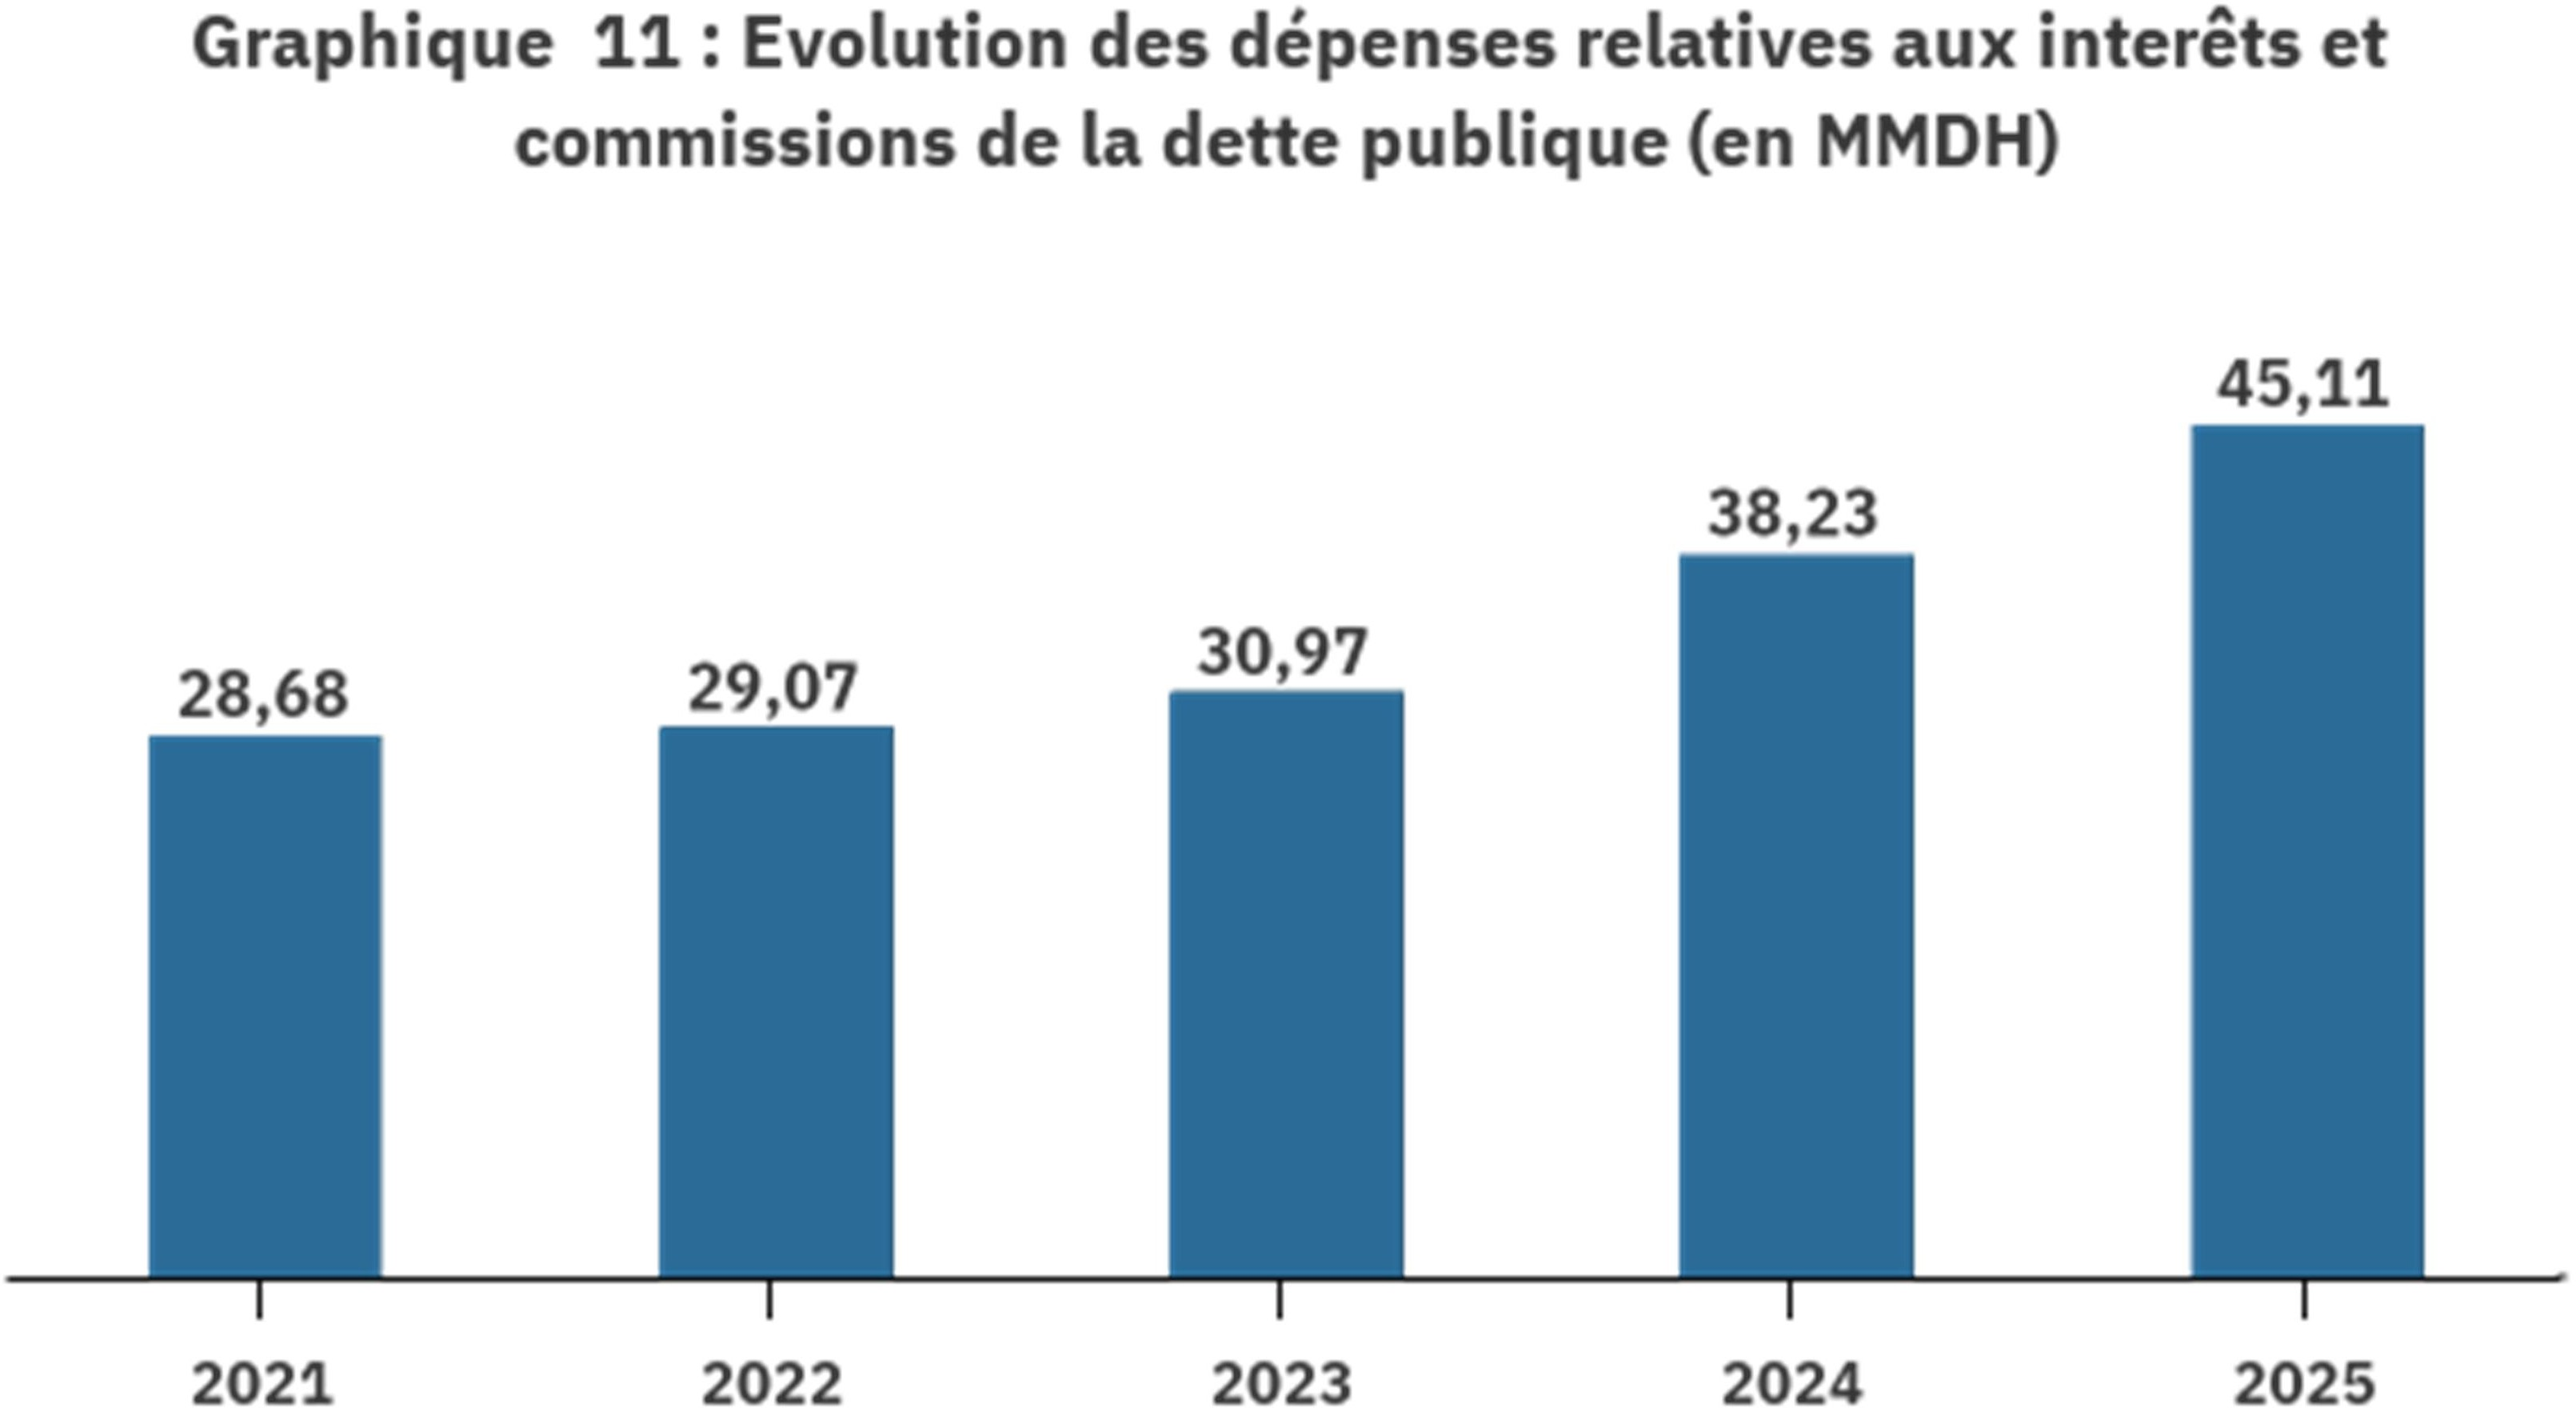 Graphique 11 : Evolution des dépenses relatives aux interêts et
commissions de la dette publique (en MMDH)
45,11
38,23
30,97
29,07
28,68
2021 2022 2023 2024 2025